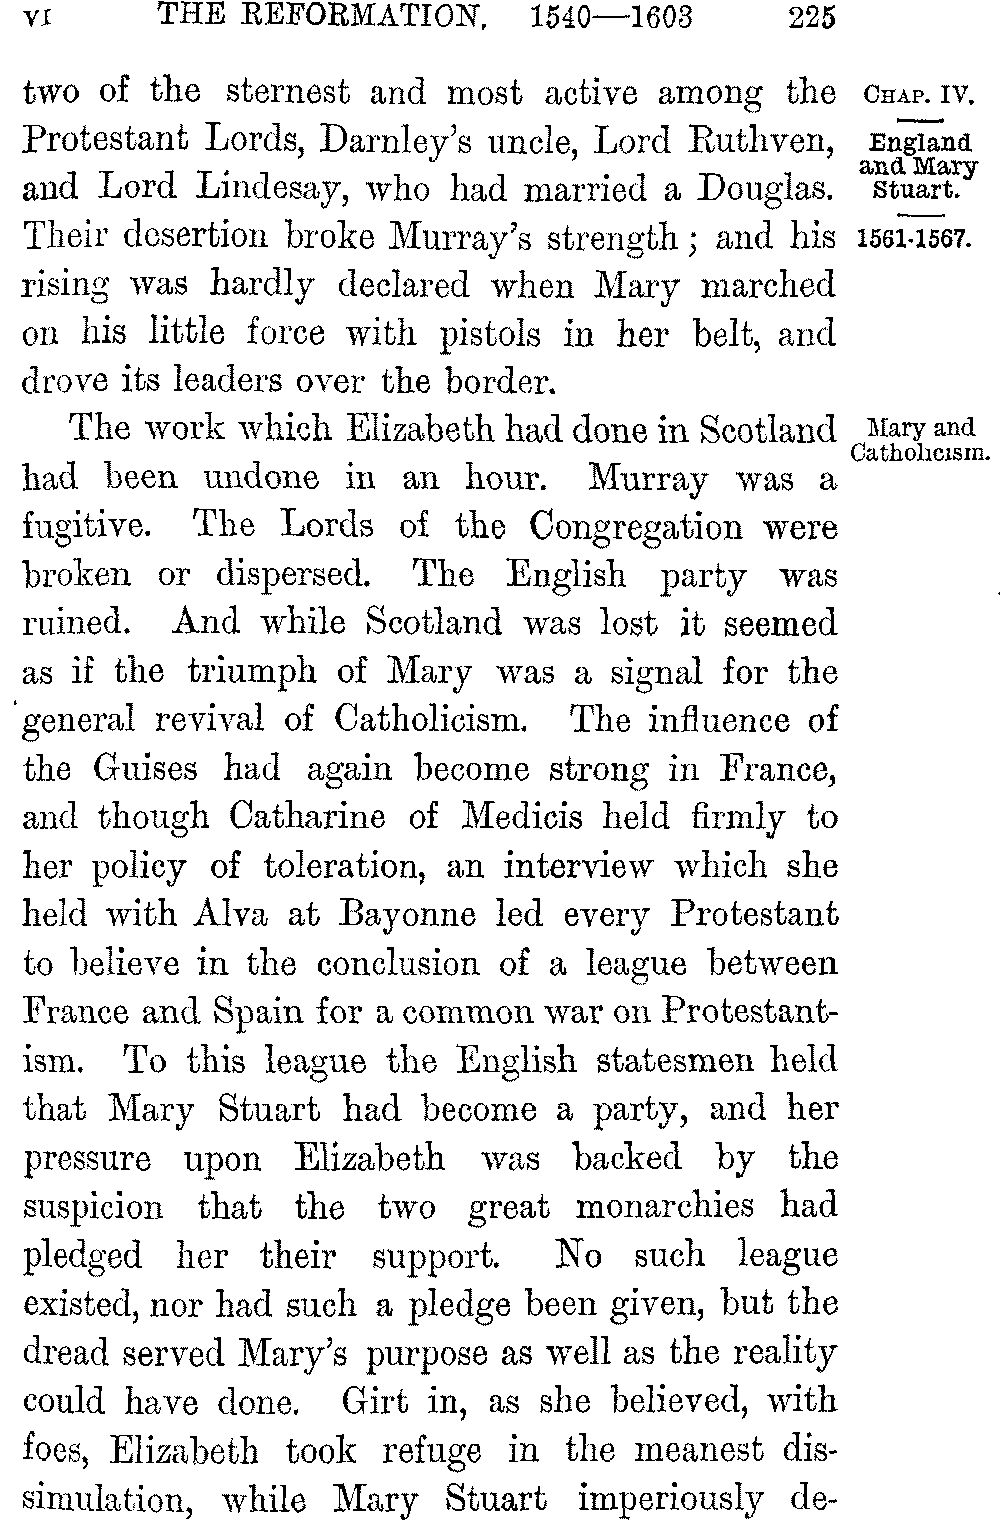 VI THE REFORMATION. 1540—1603 225
two of the sternest and most active among the
Protestant Lords, Darnley's uncle, Lord Ruthven,
and Lord Lindesay, who had married a Douglas.
Their desertion broke Murray's strength; and his
rising was hardly declared when Mary marched
on his little force with pistols in her belt, and
drove its leaders over the border.
CHAP. IV.
England
and Mary
Stuart.
1561-1567.
The work which Elizabeth had done in Scotland
had been undone in an hour. Murray was a
fugitive. The Lords of the Congregation were
broken or dispersed. The English party was
ruined. And while Scotland was lost it seemed
as if the triumph of Mary was a signal for the
general revival of Catholicism. The influence of
the Guises had again become strong in France,
and though Catharine of Medicis held firmly to
her policy of toleration, an interview which she
held with Alva at Bayonne led every Protestant
to believe in the conclusion of a league between
France and Spain for a common war on Protestant-
ism. To this league the English statesmen held
that Mary Stuart had become a party, and her
pressure upon Elizabeth was backed by the
suspicion that the two great monarchies had
pledged her their support. No such league
existed, nor had such a pledge been given, but the
dread served Mary's purpose as well as the reality
could have done. Girt in, as she believed, with
foes, Elizabeth took refuge in the meanest dis-
simulation, while Mary Stuart imperiously de-
Mary and
Catholicism.